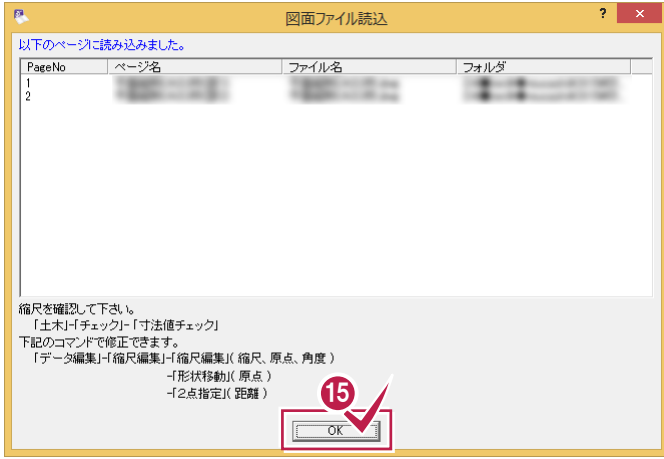 図面ファイル読込
? ×
以下のページに読み込みました。
PageNo ページ名 ファイル名 フォルダ
1
2
縮尺を確認して下さい。
「土木」-「チェック」-「寸法値チェック」
下記のコマンドで修正できます。
「データ編集」-「縮尺編集」-「縮尺編集」( 縮尺、原点、角度 )
-「形状移動」( 原点 )
-「2点指定」( 距離 )
15
OK